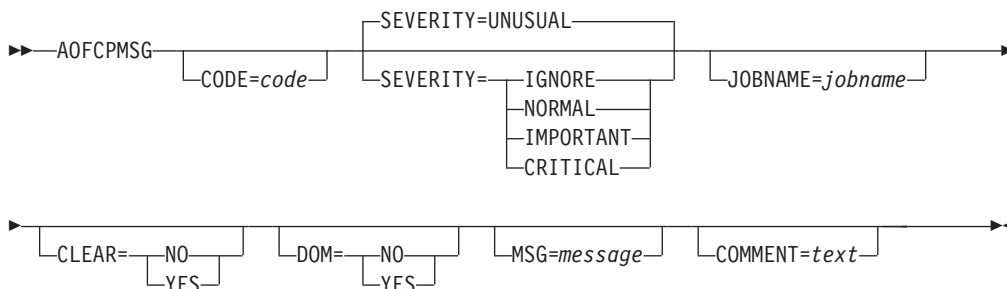 SEVERITY=UNUSUAL
AOFCPMSG
CODE=code
SEVERITY=
IGNORE
NORMAL
IMPORTANT
CRITICAL
JOBNAME=jobname
CLEAR=
NO
YES
DOM=
NO
YES
MSG=message
COMMENT=text